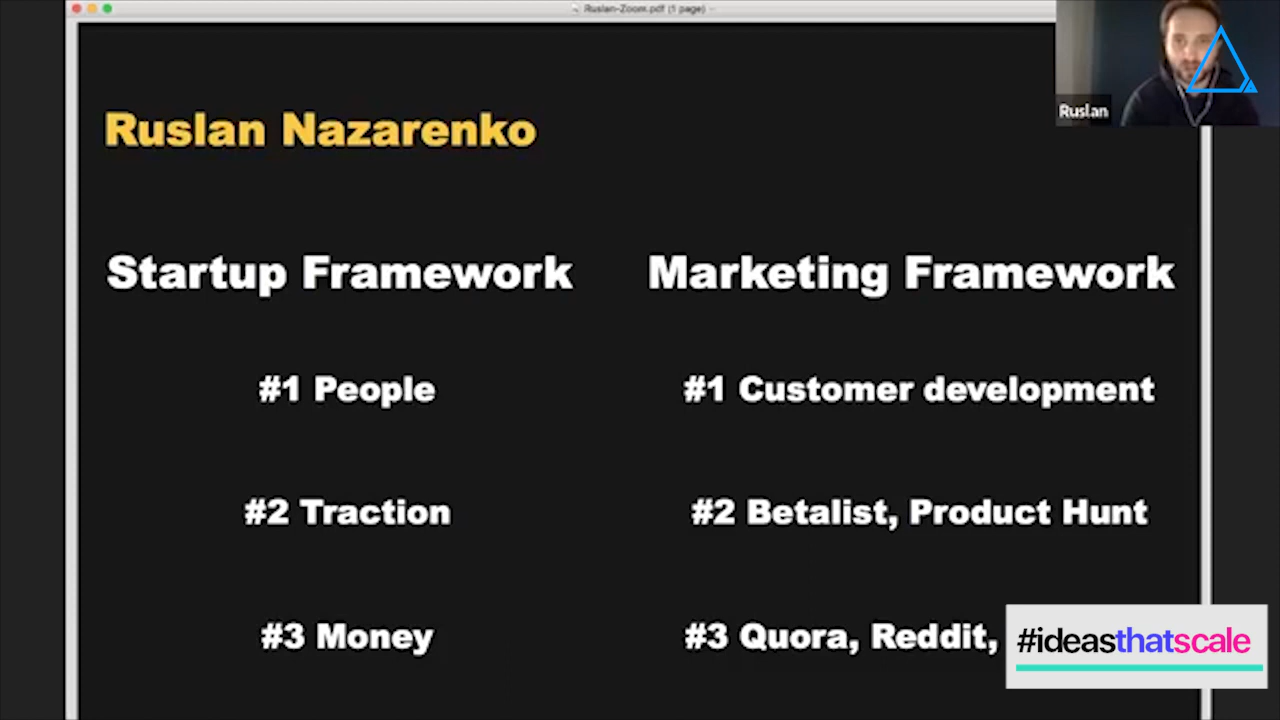 Ruslan-Zoom.pdf (1 page)
Ruslan
Ruslan Nazarenko
Startup Framework
Marketing Framework
#1 People
#1 Customer development
#2 Traction
#2 Betalist, Product Hunt
#3 Money
#3 Quora, Reddit,
#ideasthatscale